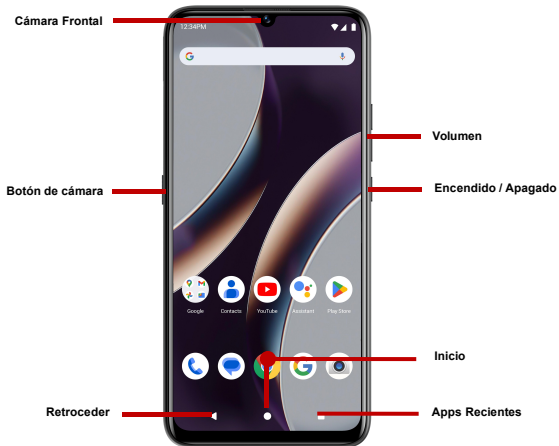 Cámara Frontal
12:34PM
Volumen
Botón de cámara
Encendido / Apagado
Google
Contacts
YouTube
Assistant
Play Store
Inicio
Retroceder
Apps Recientes